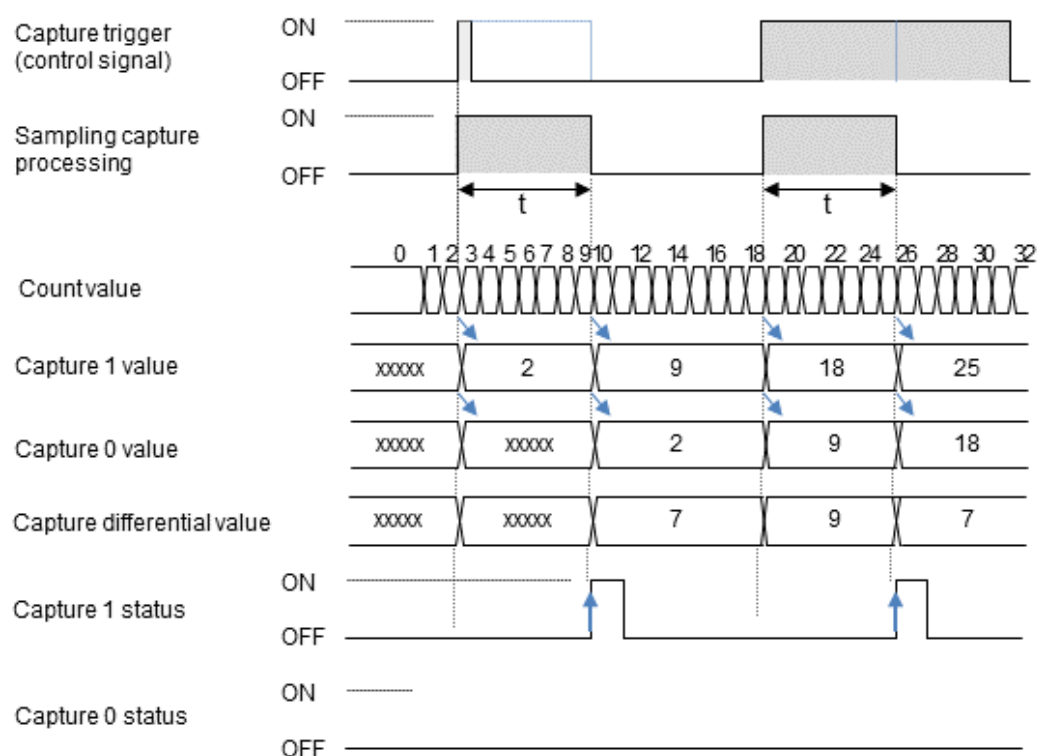 Capture trigger
(control signal)
ON
OFF
Sampling capture
processing
ON
OFF
t t
Count value
0 1 2 3 4 5 6 7 8 9 10 12 14 16 18 20 22 24 26 28 30 32
Capture 1 value
xxxxx 2 9 18 25
Capture 0 value
xxxxx xxxxx 2 9 18
Capture differential value
xxxxx xxxxx 7 9 7
Capture 1 status
ON
OFF
Capture 0 status
ON
OFF